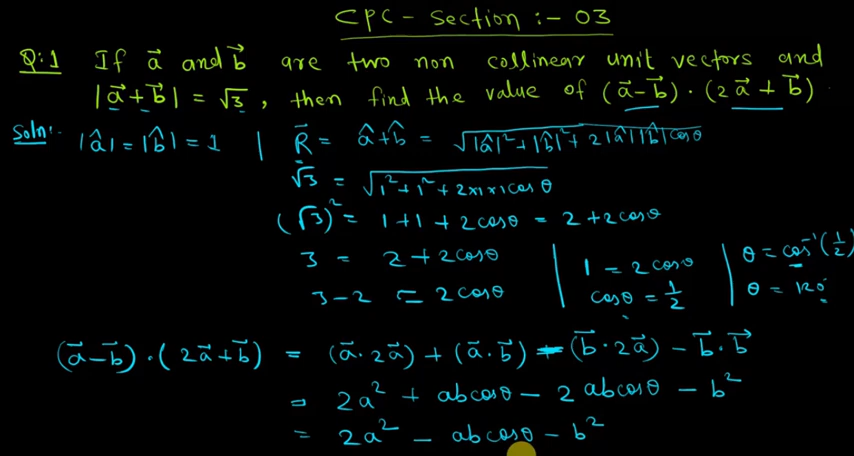 CPC - Section :- 03
Q:1 If a⃗ and b⃗ are two non collinear unit vectors and
|a⃗ + b⃗| = √3, then find the value of (a⃗ - b⃗) · (2a⃗ + b⃗)
Soln:- |â| = |b̂| = 1 | R⃗ = â + b̂ = √(|â|² + |b̂|² + 2|â||b̂|cosθ)
√3 = √(1² + 1² + 2×1×1 cosθ)
(√3)² = 1 + 1 + 2cosθ = 2 + 2cosθ
3 = 2 + 2cosθ | 1 = 2cosθ | θ = cos⁻¹(1/2)
3 - 2 = 2cosθ | cosθ = 1/2 | θ = 120°
(a⃗ - b⃗) · (2a⃗ + b⃗) = (a⃗ · 2a⃗) + (a⃗ · b⃗) - (b⃗ · 2a⃗) - b⃗ · b⃗
= 2a² + abcosθ - 2abcosθ - b²
= 2a² - abcosθ - b²